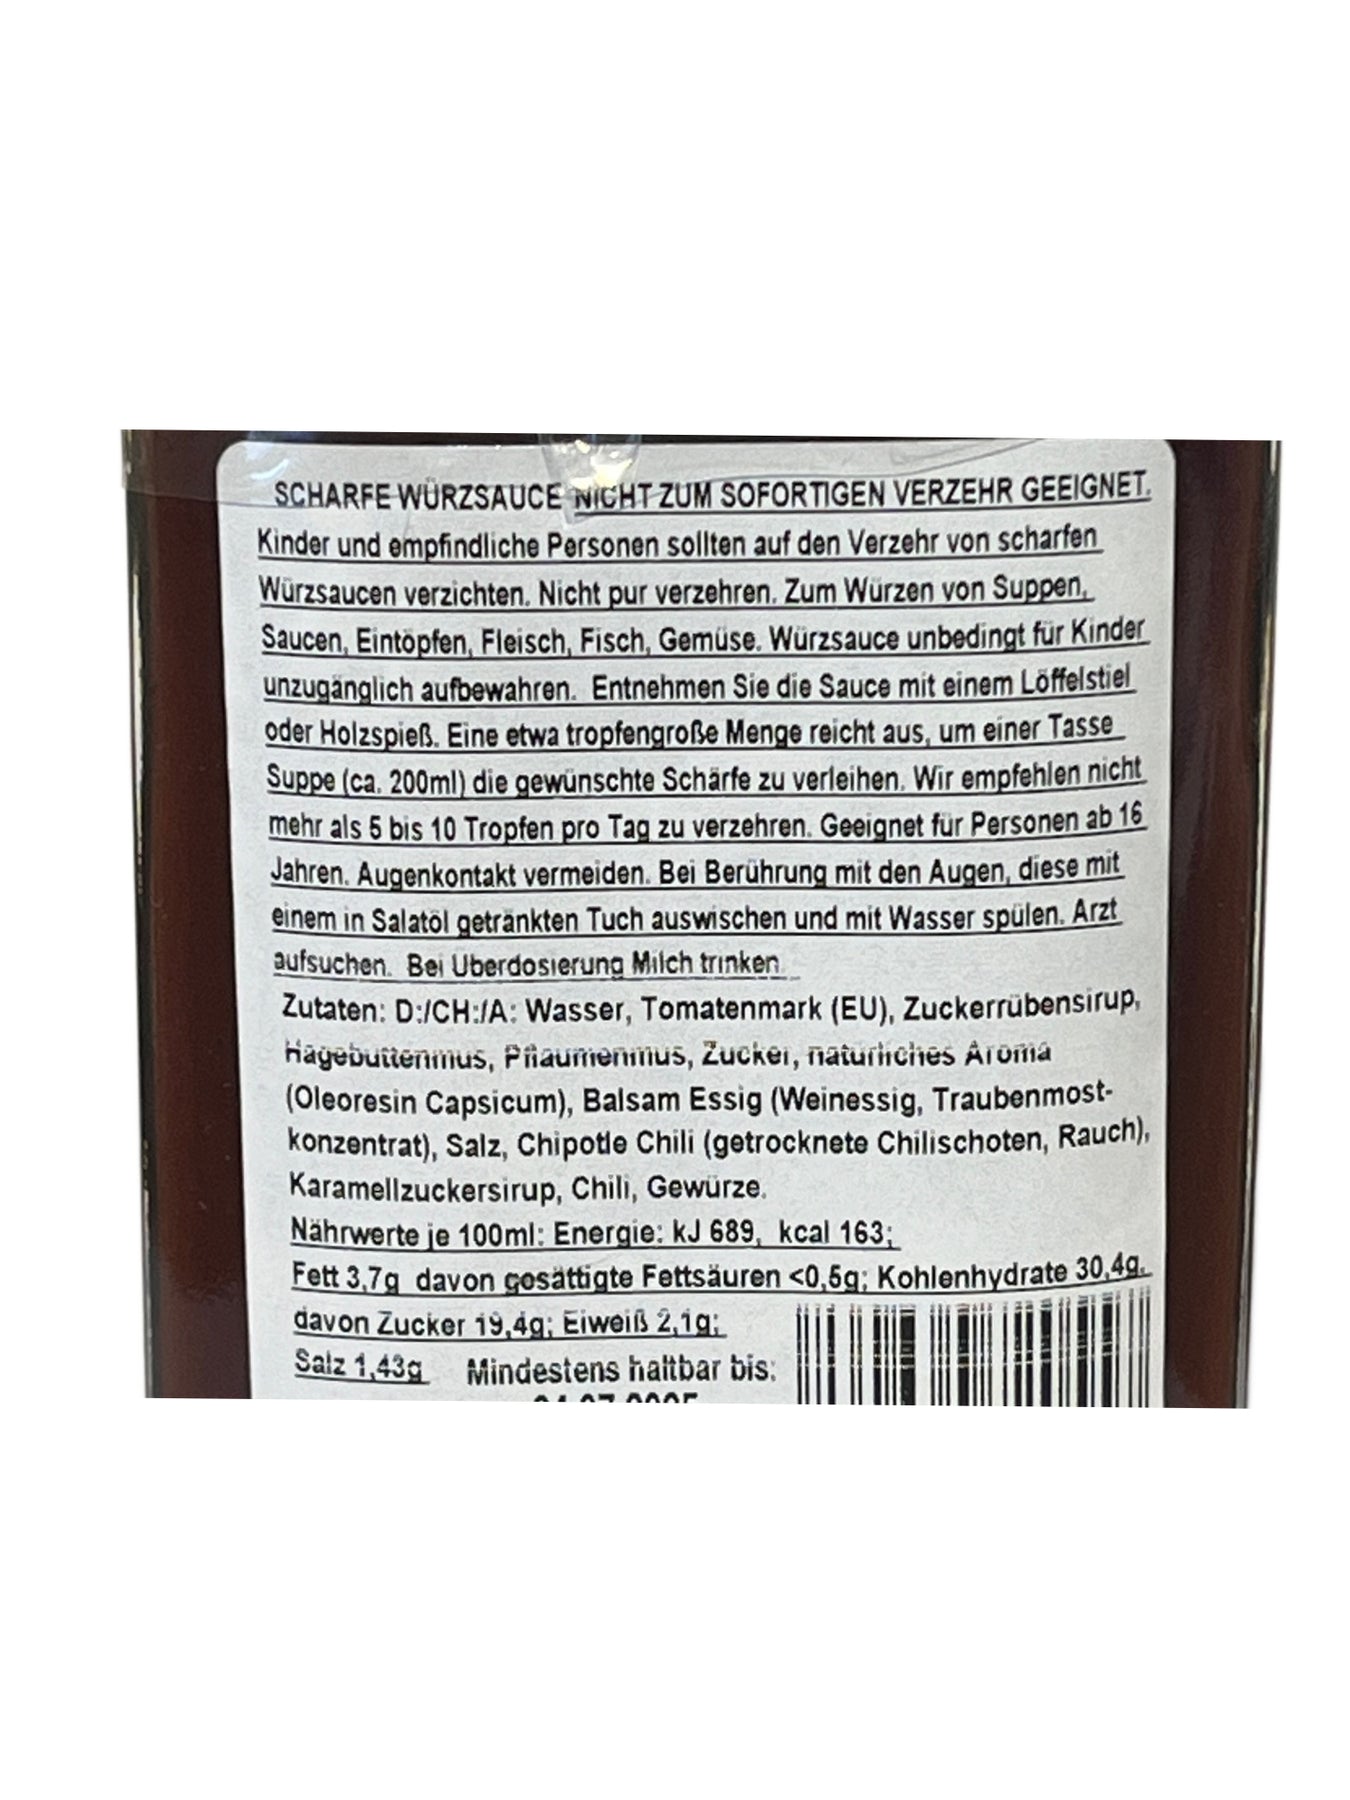 SCHARFE WÜRZSAUCE NICHT ZUM SOFORTIGEN VERZEHR GEEIGNET.
Kinder und empfindliche Personen sollten auf den Verzehr von scharfen
Würzsaucen verzichten. Nicht pur verzehren. Zum Würzen von Suppen,
Saucen, Eintöpfen, Fleisch, Fisch, Gemüse. Würzsauce unbedingt für Kinder
unzugänglich aufbewahren. Entnehmen Sie die Sauce mit einem Löffelstiel
oder Holzspieß. Eine etwa tropfengroße Menge reicht aus, um einer Tasse
Suppe (ca. 200ml) die gewünschte Schärfe zu verleihen. Wir empfehlen nicht
mehr als 5 bis 10 Tropfen pro Tag zu verzehren. Geeignet für Personen ab 16
Jahren. Augenkontakt vermeiden. Bei Berührung mit den Augen, diese mit
einem in Salatöl getränkten Tuch auswischen und mit Wasser spülen. Arzt
aufsuchen. Bei Überdosierung Milch trinken.
Zutaten: D:/CH:/A: Wasser, Tomatenmark (EU), Zuckerrübensirup,
Hagebuttenmus, Pflaumenmus, Zucker, natürliches Aroma
(Oleoresin Capsicum), Balsam Essig (Weinessig, Traubenmost-
konzentrat), Salz, Chipotle Chili (getrocknete Chilischoten, Rauch),
Karamellzuckersirup, Chili, Gewürze.
Nährwerte je 100ml: Energie: kJ 689, kcal 163;
Fett 3,7g davon gesättigte Fettsäuren <0,5g; Kohlenhydrate 30,4g.
davon Zucker 19,4g; Eiweiß 2,1g;
Salz 1,43g Mindestens haltbar bis: